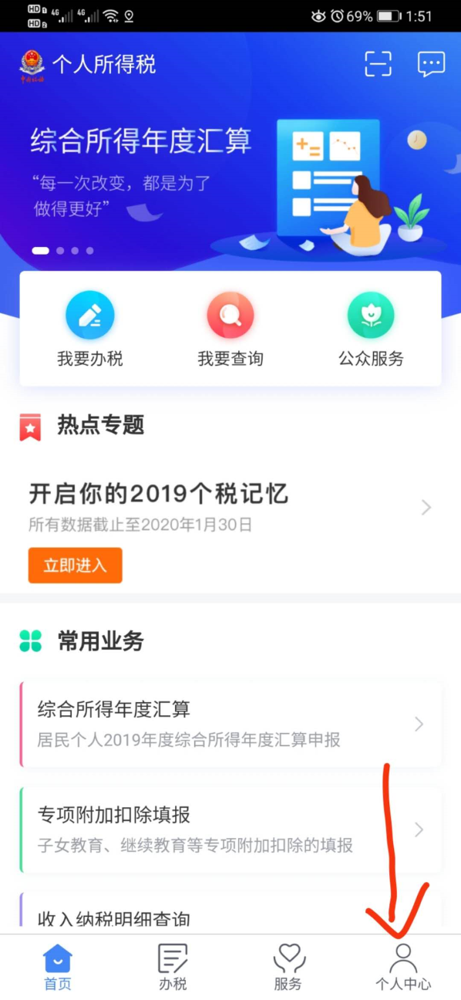 HD 1 4G 4G 69% 1:51
HD 2
个人所得税
中国税务
综合所得年度汇算
“每一次改变，都是为了
做得更好”
我要办税 我要查询 公众服务
热点专题
开启你的2019个税记忆
所有数据截止至2020年1月30日
立即进入
常用业务
综合所得年度汇算
居民个人2019年度综合所得年度汇算申报
专项附加扣除填报
子女教育、继续教育等专项附加扣除的填报
收入纳税明细查询
首页 办税 服务 个人中心